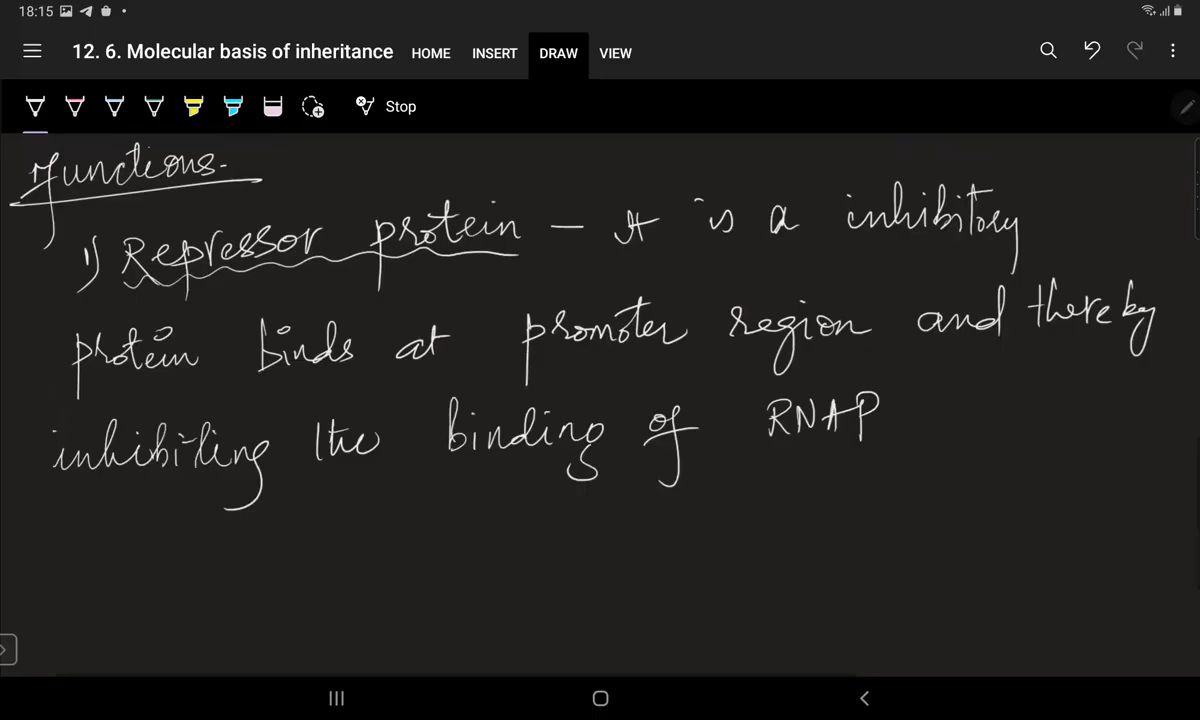 18:15
12. 6. Molecular basis of inheritance HOME INSERT DRAW VIEW
Stop
Functions.
1) Repressor protein - It is a inhibitory
protein binds at promoter region and thereby
inhibiting the binding of RNAP